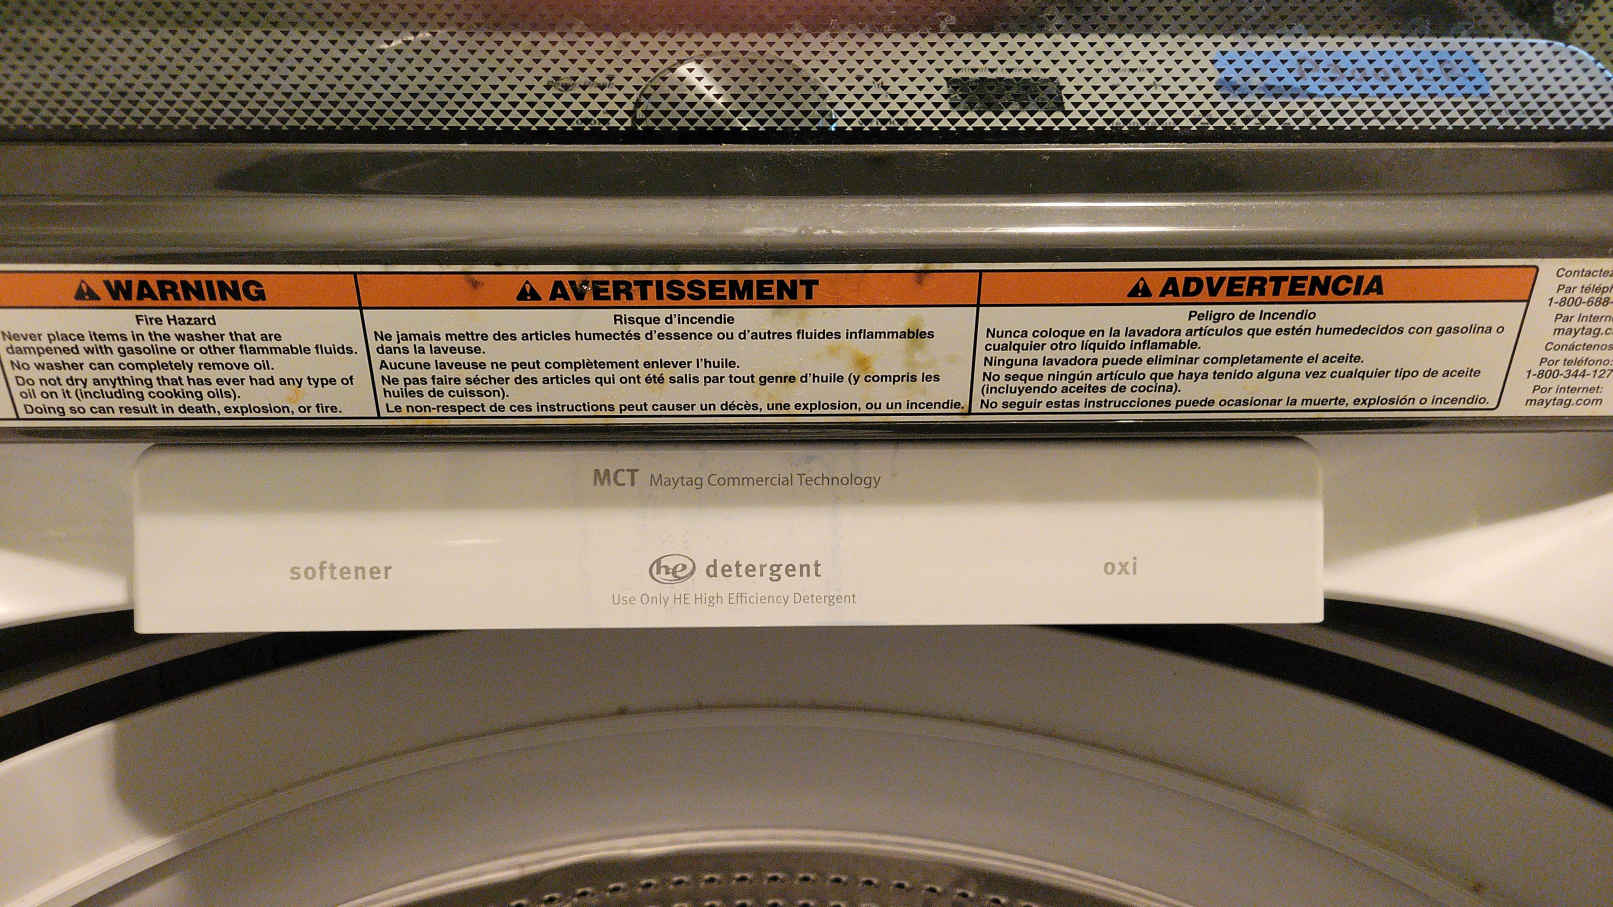 WARNING
Fire Hazard
Never place items in the washer that are
dampened with gasoline or other flammable fluids.
No washer can completely remove oil.
Do not dry anything that has ever had any type of
oil on it (including cooking oils).
Doing so can result in death, explosion, or fire.
AVERTISSEMENT
Risque d'incendie
Ne jamais mettre des articles humectés d'essence ou d'autres fluides inflammables
dans la laveuse.
Aucune laveuse ne peut complètement enlever l'huile.
Ne pas faire sécher des articles qui ont été salis par tout genre d'huile (y compris les
huiles de cuisson).
Le non-respect de ces instructions peut causer un décès, une explosion, ou un incendie.
ADVERTENCIA
Peligro de Incendio
Nunca coloque en la lavadora artículos que estén humedecidos con gasolina o
cualquier otro líquido inflamable.
Ninguna lavadora puede eliminar completamente el aceite.
No seque ningún artículo que haya tenido alguna vez cualquier tipo de aceite
(incluyendo aceites de cocina).
No seguir estas instrucciones puede ocasionar la muerte, explosión o incendio.
Contactez
Par téléph
1-800-688-
Par Intern
maytag.c
Conáctenos
Por teléfono:
1-800-344-127
Por internet:
maytag.com
MCT Maytag Commercial Technology
softener
he detergent
Use Only HE High Efficiency Detergent
oxi